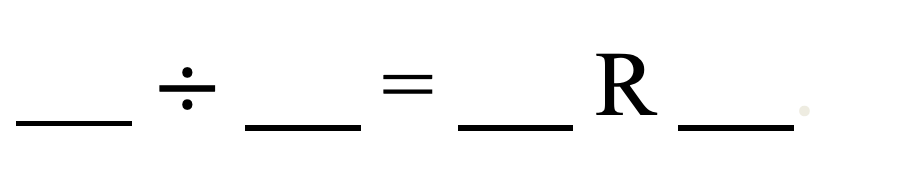 ___ ÷ ___ = ___ R ___.